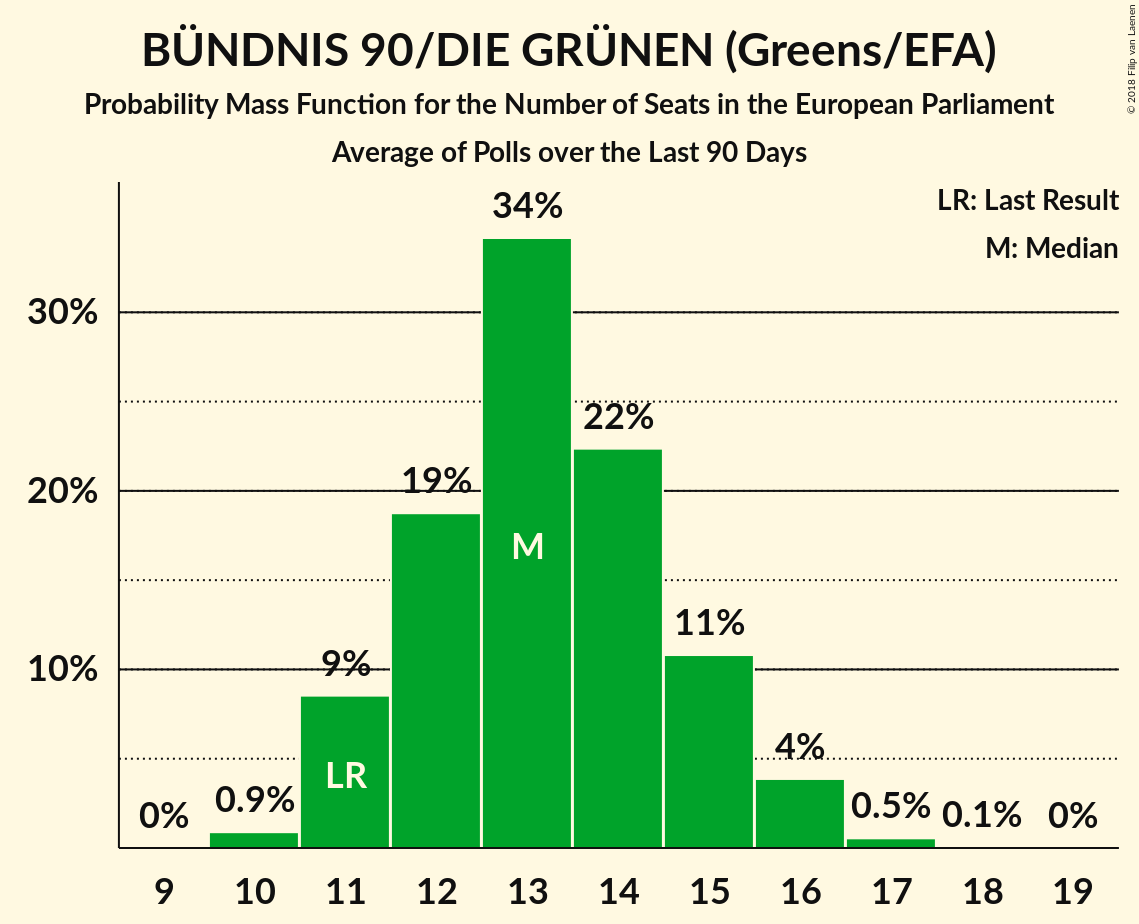 BÜNDNIS 90/DIE GRÜNEN (Greens/EFA)
Probability Mass Function for the Number of Seats in the European Parliament
Average of Polls over the Last 90 Days
© 2018 Filip van Laenen
LR: Last Result
M: Median
34%
30%
22%
20%
19%
M
11%
10%
9%
LR
4%
0%
0.9%
0.5%
0.1%
0%
9 10 11 12 13 14 15 16 17 18 19